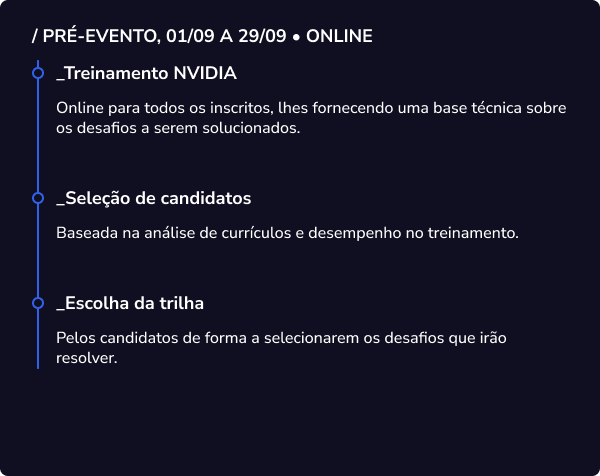 / PRÉ-EVENTO, 01/09 A 29/09 • ONLINE
_Treinamento NVIDIA
Online para todos os inscritos, lhes fornecendo uma base técnica sobre
os desafios a serem solucionados.
_Seleção de candidatos
Baseada na análise de currículos e desempenho no treinamento.
_Escolha da trilha
Pelos candidatos de forma a selecionarem os desafios que irão
resolver.